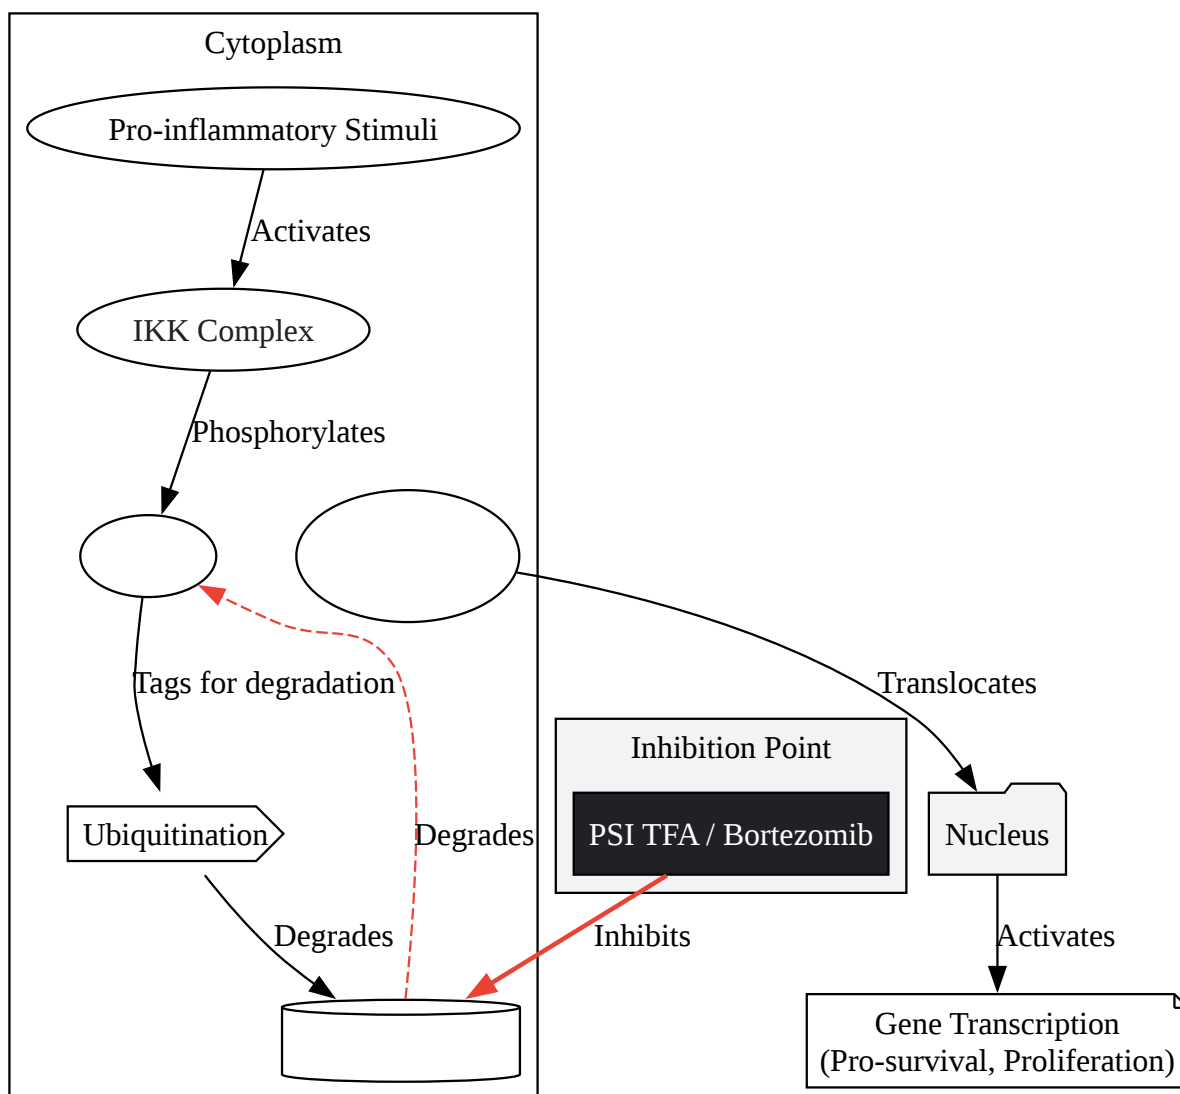 Cytoplasm
Pro-inflammatory Stimuli
Activates
IKK Complex
Phosphorylates
Tags for degradation
Translocates
Inhibition Point
Ubiquitination
Degrades
PSI TFA / Bortezomib
Nucleus
Degrades
Inhibits
Activates
Gene Transcription
(Pro-survival, Proliferation)